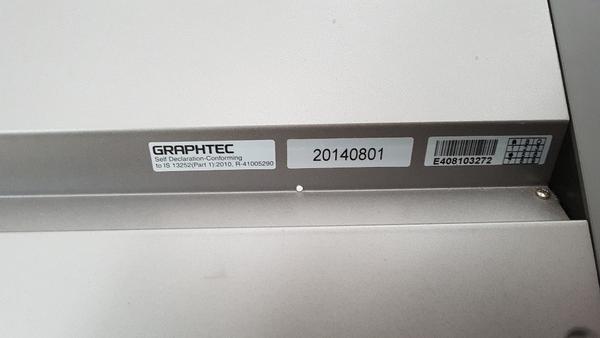 GRAPHTEC
Self Declaration-Conforming
to IS 13252(Part 1):2010, R-41005290
20140801
E408103272